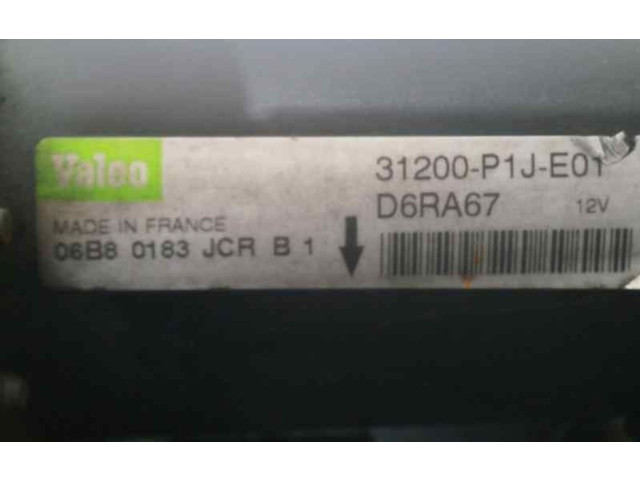 Valeo
31200-P1J-E01
D6RA67 12V
MADE IN FRANCE
06B8 0183 JCR B 1